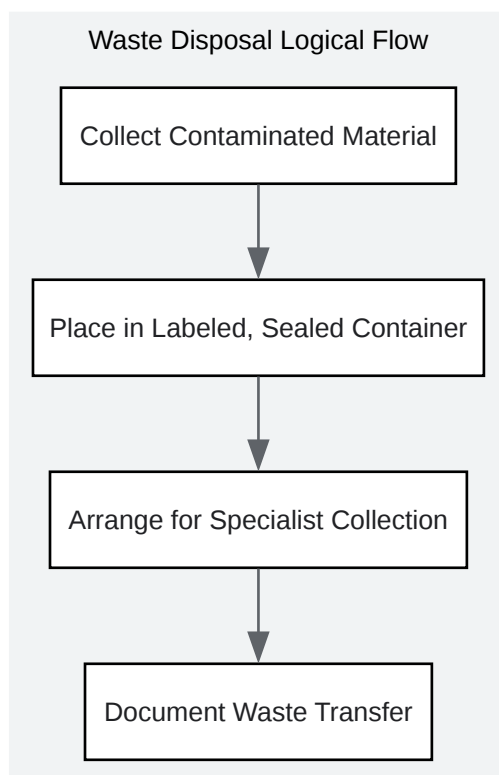 Waste Disposal Logical Flow
Collect Contaminated Material
Place in Labeled, Sealed Container
Arrange for Specialist Collection
Document Waste Transfer